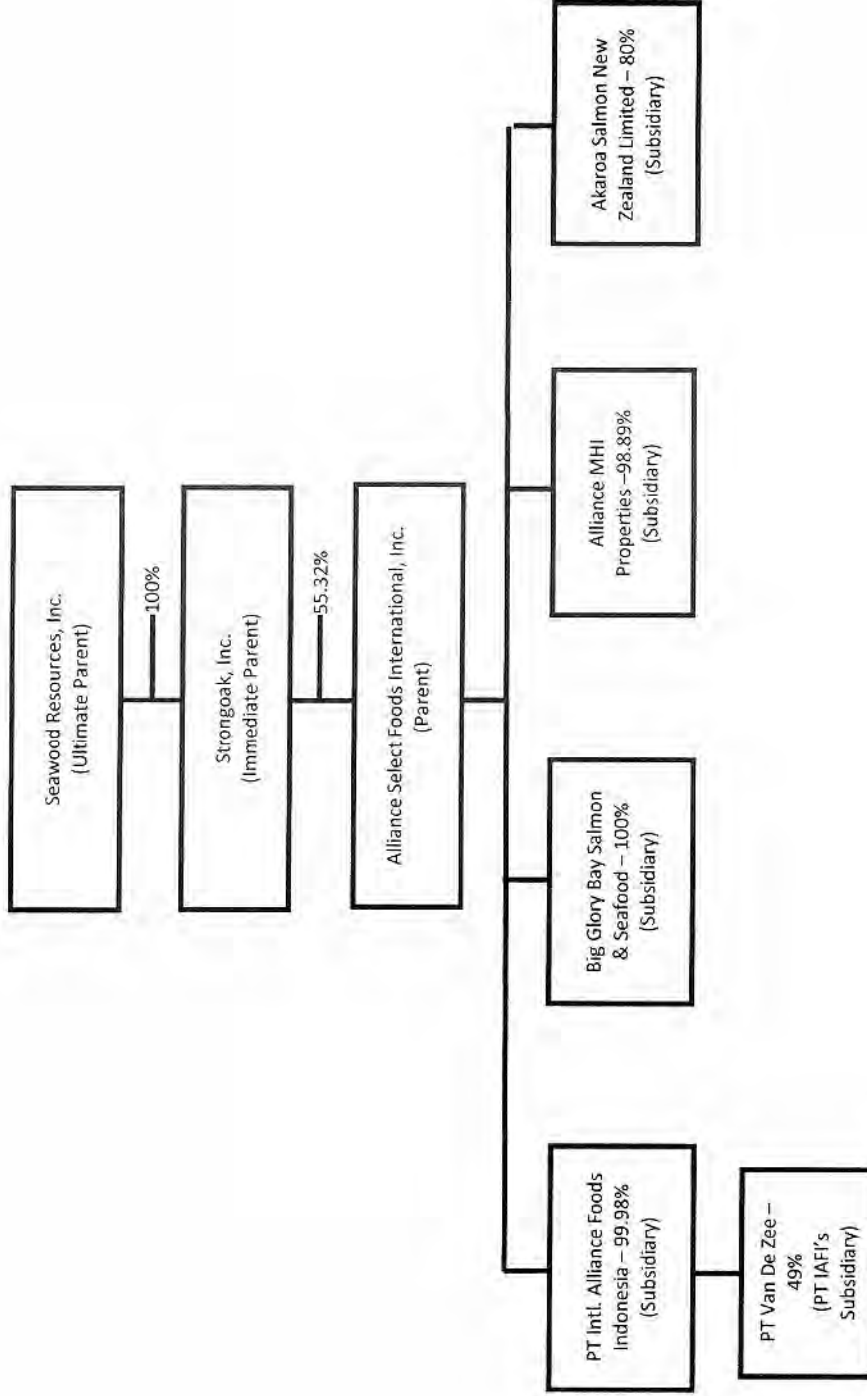 Seawood Resources, Inc.
(Ultimate Parent)
100%
Strongoak, Inc.
(Immediate Parent)
55.32%
Alliance Select Foods International, Inc.
(Parent)
PT Intl. Alliance Foods
Indonesia – 99.98%
(Subsidiary)
Big Glory Bay Salmon
& Seafood – 100%
(Subsidiary)
Alliance MHI
Properties –98.89%
(Subsidiary)
Akaroa Salmon New
Zealand Limited – 80%
(Subsidiary)
PT Van De Zee –
49%
(PT IAFI's
Subsidiary)